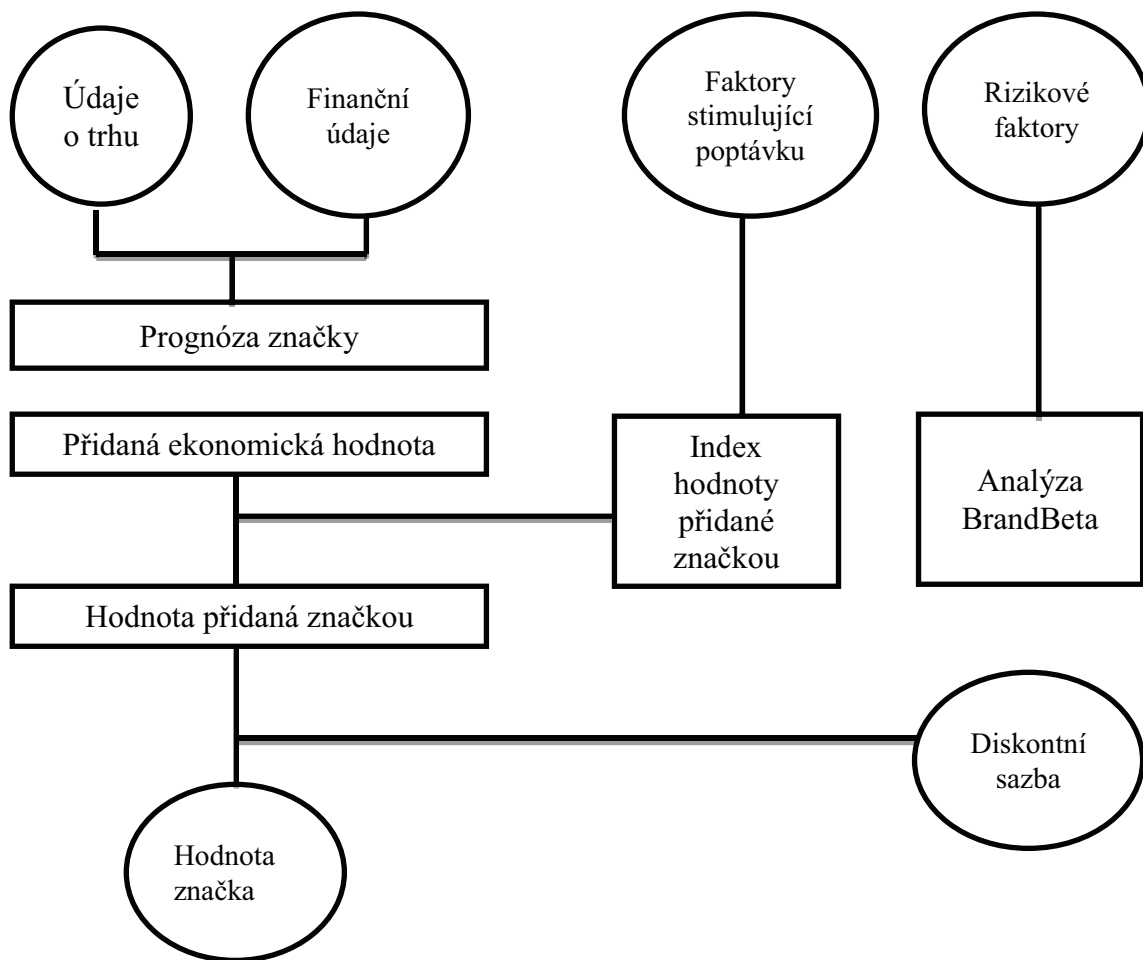 Údaje
o trhu
Finanční
údaje
Faktory
stimulující
poptávku
Rizikové
faktory
Prognóza značky
Přidaná ekonomická hodnota
Index
hodnoty
přidané
značkou
Analýza
BrandBeta
Hodnota přidaná značkou
Diskontní
sazba
Hodnota
značka